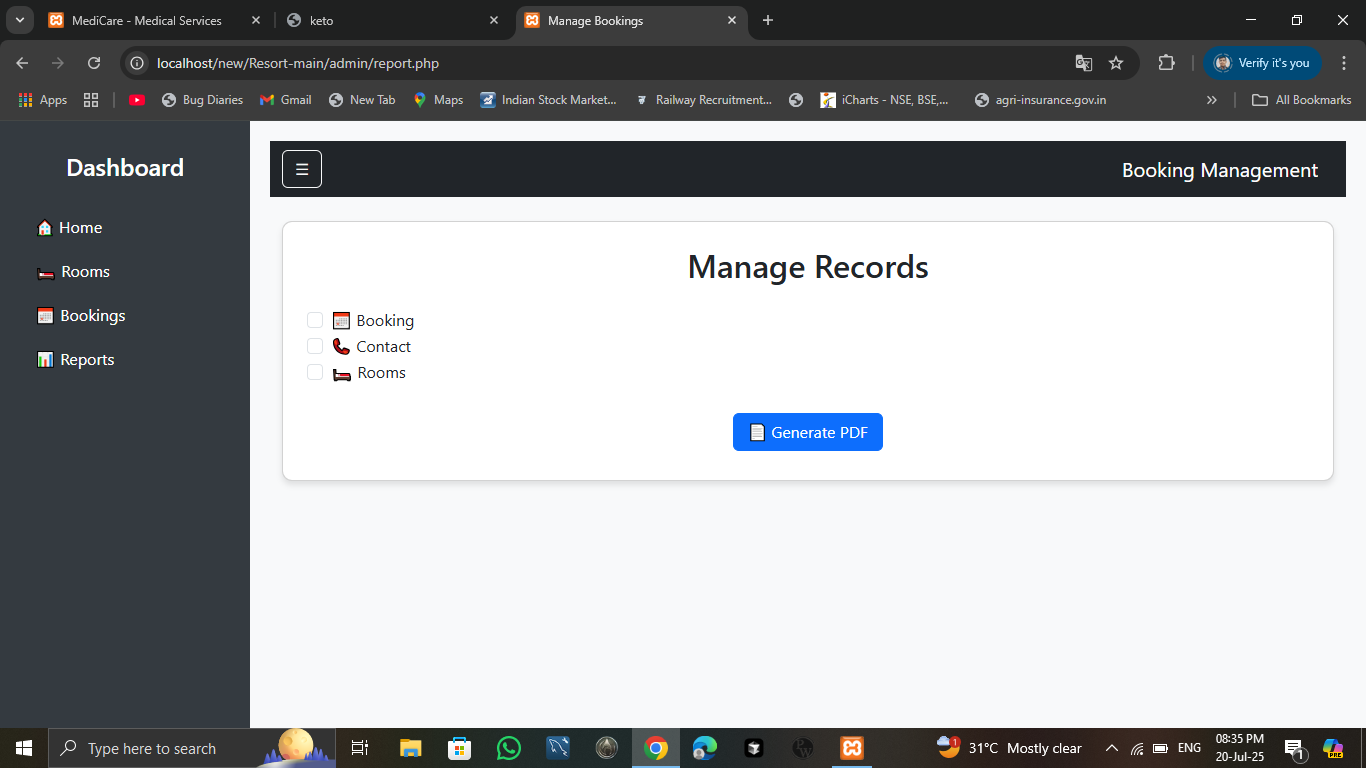 MediCare - Medical Services
keto
Manage Bookings
localhost/new/Resort-main/admin/report.php
Verify it's you
Apps
Bug Diaries
Gmail
New Tab
Maps
Indian Stock Market...
Railway Recruitment...
iCharts - NSE, BSE,...
agri-insurance.gov.in
All Bookmarks
Dashboard
Home
Rooms
Bookings
Reports
Booking Management
Manage Records
Booking
Contact
Rooms
Generate PDF
Type here to search
1
31°C Mostly clear
ENG
08:35 PM
20-Jul-25
1
PRE